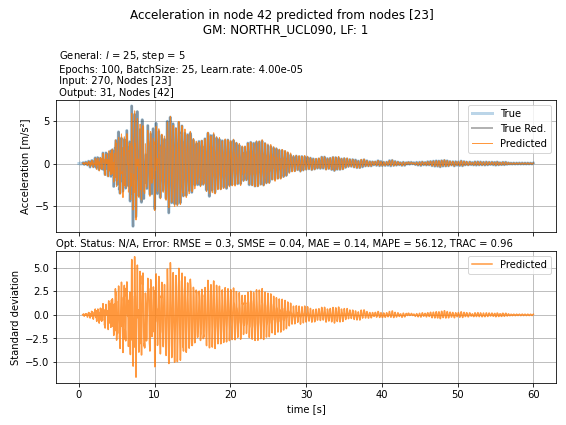 Acceleration in node 42 predicted from nodes [23]
GM: NORTHR_UCL090, LF: 1
General: l = 25, step = 5
Epochs: 100, BatchSize: 25, Learn.rate: 4.00e-05
Input: 270, Nodes [23]
Output: 31, Nodes [42]
Acceleration [m/s²]
5
0
−5
True
True Red.
Predicted
Opt. Status: N/A, Error: RMSE = 0.3, SMSE = 0.04, MAE = 0.14, MAPE = 56.12, TRAC = 0.96
Standard deviation
5.0
2.5
0.0
−2.5
−5.0
Predicted
0 10 20 30 40 50 60
time [s]